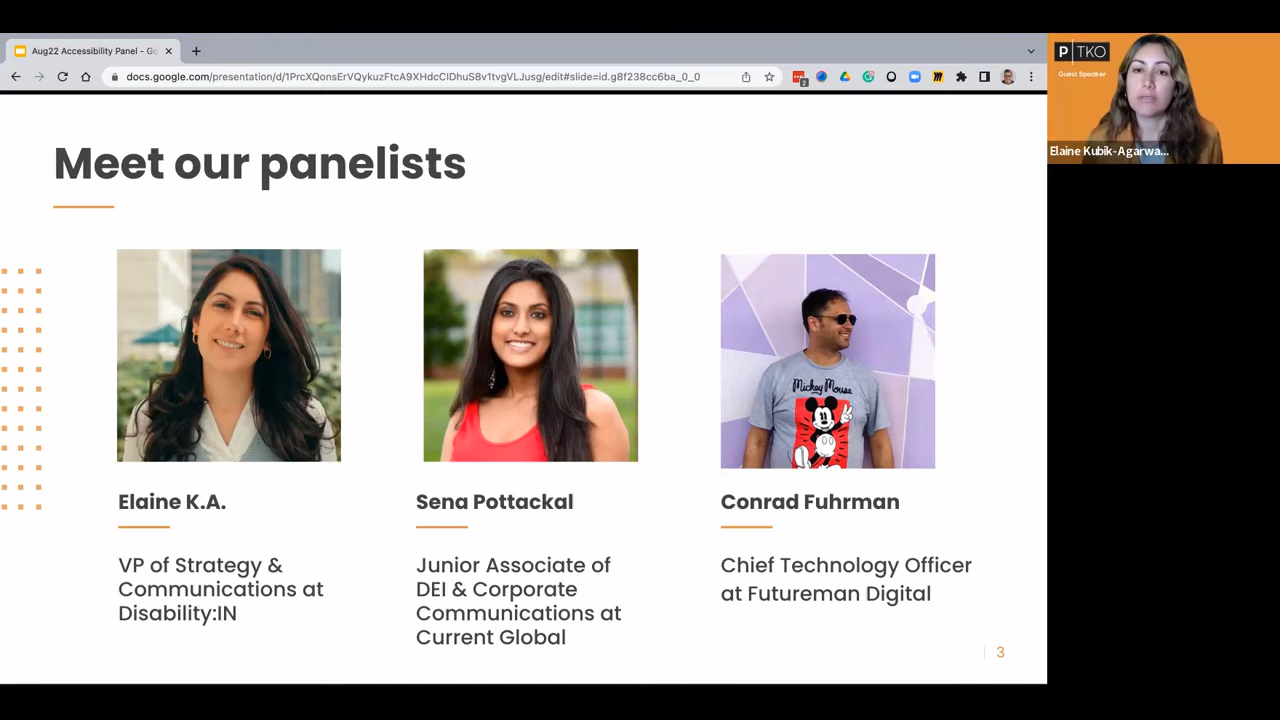 Aug22 Accessibility Panel - Go
docs.google.com/presentation/d/1PrcXQonsErVQykuzFtcA9XHdcCIDhuS8v1tvgVLJusg/edit#slide=id.g8f238cc6ba_0_0
2
P TKO
Guest Speaker
Elaine Kubik-Agarwa...
Meet our panelists
Mickey Mouse
Elaine K.A.
VP of Strategy &
Communications at
Disability:IN
Sena Pottackal
Junior Associate of
DEI & Corporate
Communications at
Current Global
Conrad Fuhrman
Chief Technology Officer
at Futureman Digital
3